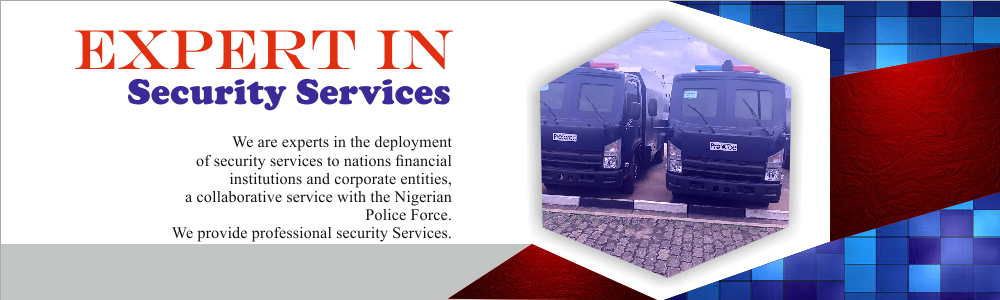 EXPERT IN
Security Services
We are experts in the deployment
of security services to nations financial
institutions and corporate entities,
a collaborative service with the Nigerian
Police Force.
We provide professional security Services.